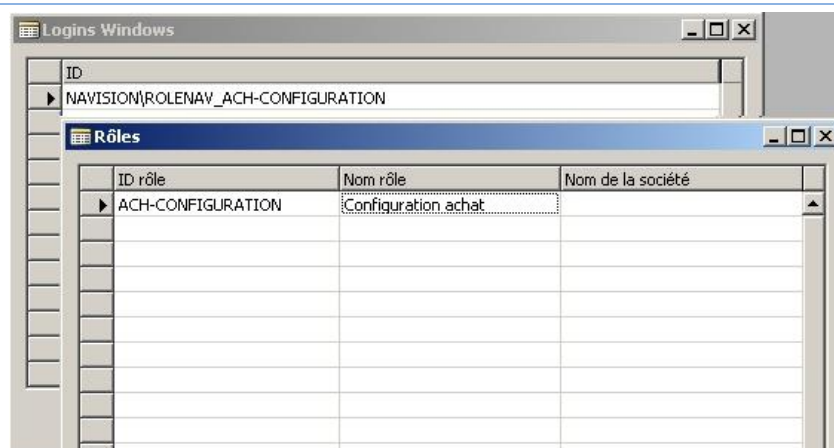 Logins Windows
ID
NAVISION\ROLENAV_ACH-CONFIGURATION
Rôles
ID rôle Nom rôle Nom de la société
ACH-CONFIGURATION Configuration achat